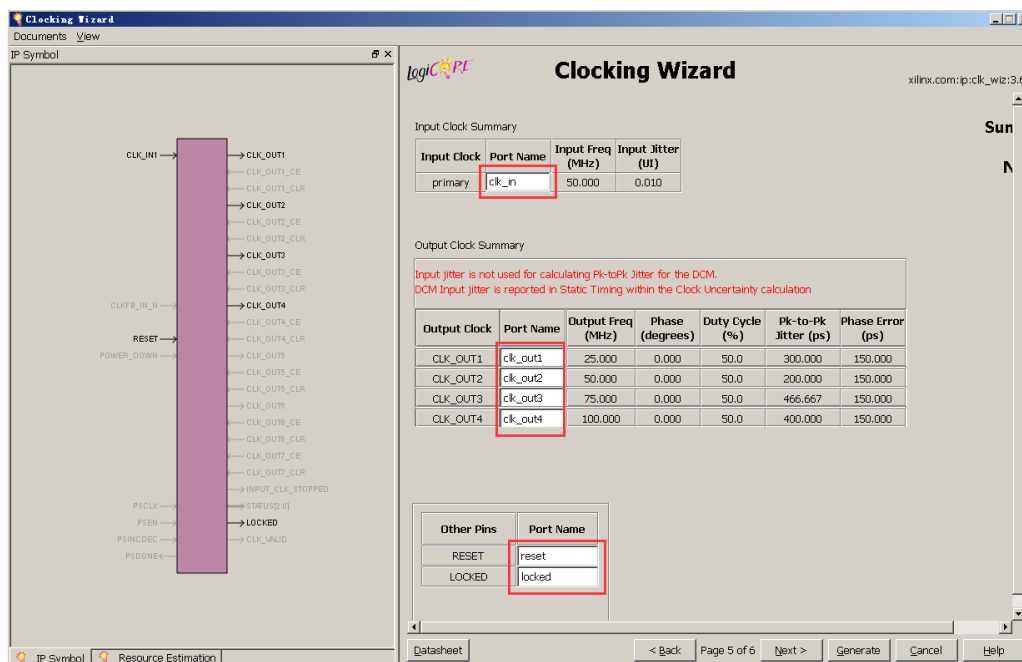 Clocking Wizard
Documents View
IP Symbol
CLK_IN1
CLKFB_IN_N
RESET
POWER_DOWN
PSCLK
PSEN
PSINCDEC
PSDONE
CLK_OUT1
CLK_OUT1_CE
CLK_OUT1_CLR
CLK_OUT2
CLK_OUT2_CE
CLK_OUT2_CLR
CLK_OUT3
CLK_OUT3_CE
CLK_OUT3_CLR
CLK_OUT4
CLK_OUT4_CE
CLK_OUT4_CLR
CLK_OUT5
CLK_OUT5_CE
CLK_OUT5_CLR
CLK_OUT6
CLK_OUT6_CE
CLK_OUT6_CLR
CLK_OUT7_CE
CLK_OUT7_CLR
INPUT_CLK_STOPPED
STATUS[2:0]
LOCKED
CLK_VALID
IP Symbol Resource Estimation
LogiCORE
Clocking Wizard
xilinx.com:ip:clk_wiz:3.6
Sum
N
Input Clock Summary
Input Clock Port Name Input Freq (MHz) Input Jitter (UI)
primary clk_in 50.000 0.010
Output Clock Summary
Input jitter is not used for calculating Pk-toPk Jitter for the DCM.
DCM Input jitter is reported in Static Timing within the Clock Uncertainty calculation
Output Clock Port Name Output Freq (MHz) Phase (degrees) Duty Cycle (%) Pk-to-Pk Jitter (ps) Phase Error (ps)
CLK_OUT1 clk_out1 25.000 0.000 50.0 300.000 150.000
CLK_OUT2 clk_out2 50.000 0.000 50.0 200.000 150.000
CLK_OUT3 clk_out3 75.000 0.000 50.0 466.667 150.000
CLK_OUT4 clk_out4 100.000 0.000 50.0 400.000 150.000
Other Pins Port Name
RESET reset
LOCKED locked
Datasheet < Back Page 5 of 6 Next > Generate Cancel Help